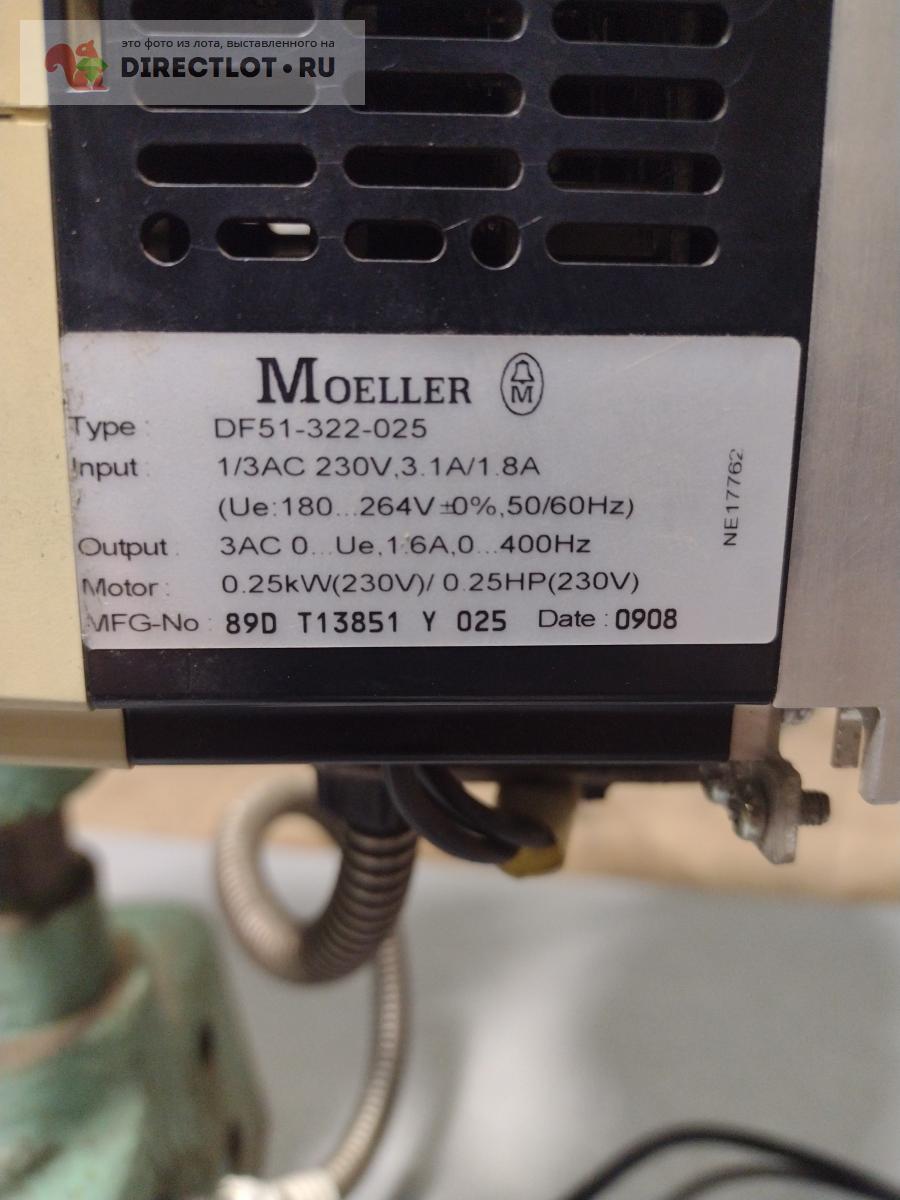 это фото из лота, выставленного на
DIRECTLOT•RU
MOELLER M
Type : DF51-322-025
Input : 1/3AC 230V,3.1A/1.8A
(Ue:180...264V ±0%,50/60Hz)
Output : 3AC 0...Ue,1.6A,0...400Hz
Motor : 0.25kW(230V)/ 0.25HP(230V)
MFG-No : 89D T13851 Y 025 Date : 0908
NE17762